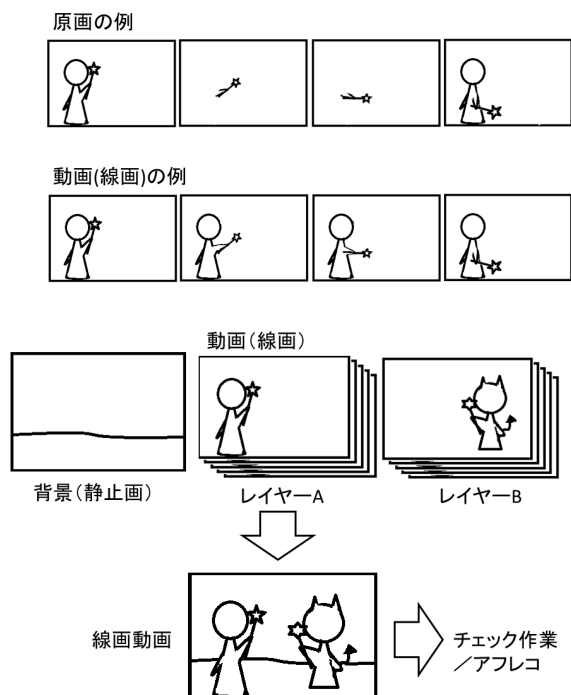 原画の例
動画(線画)の例
動画（線画）
背景（静止画）
レイヤーA
レイヤーB
線画動画
チェック作業
／アフレコ